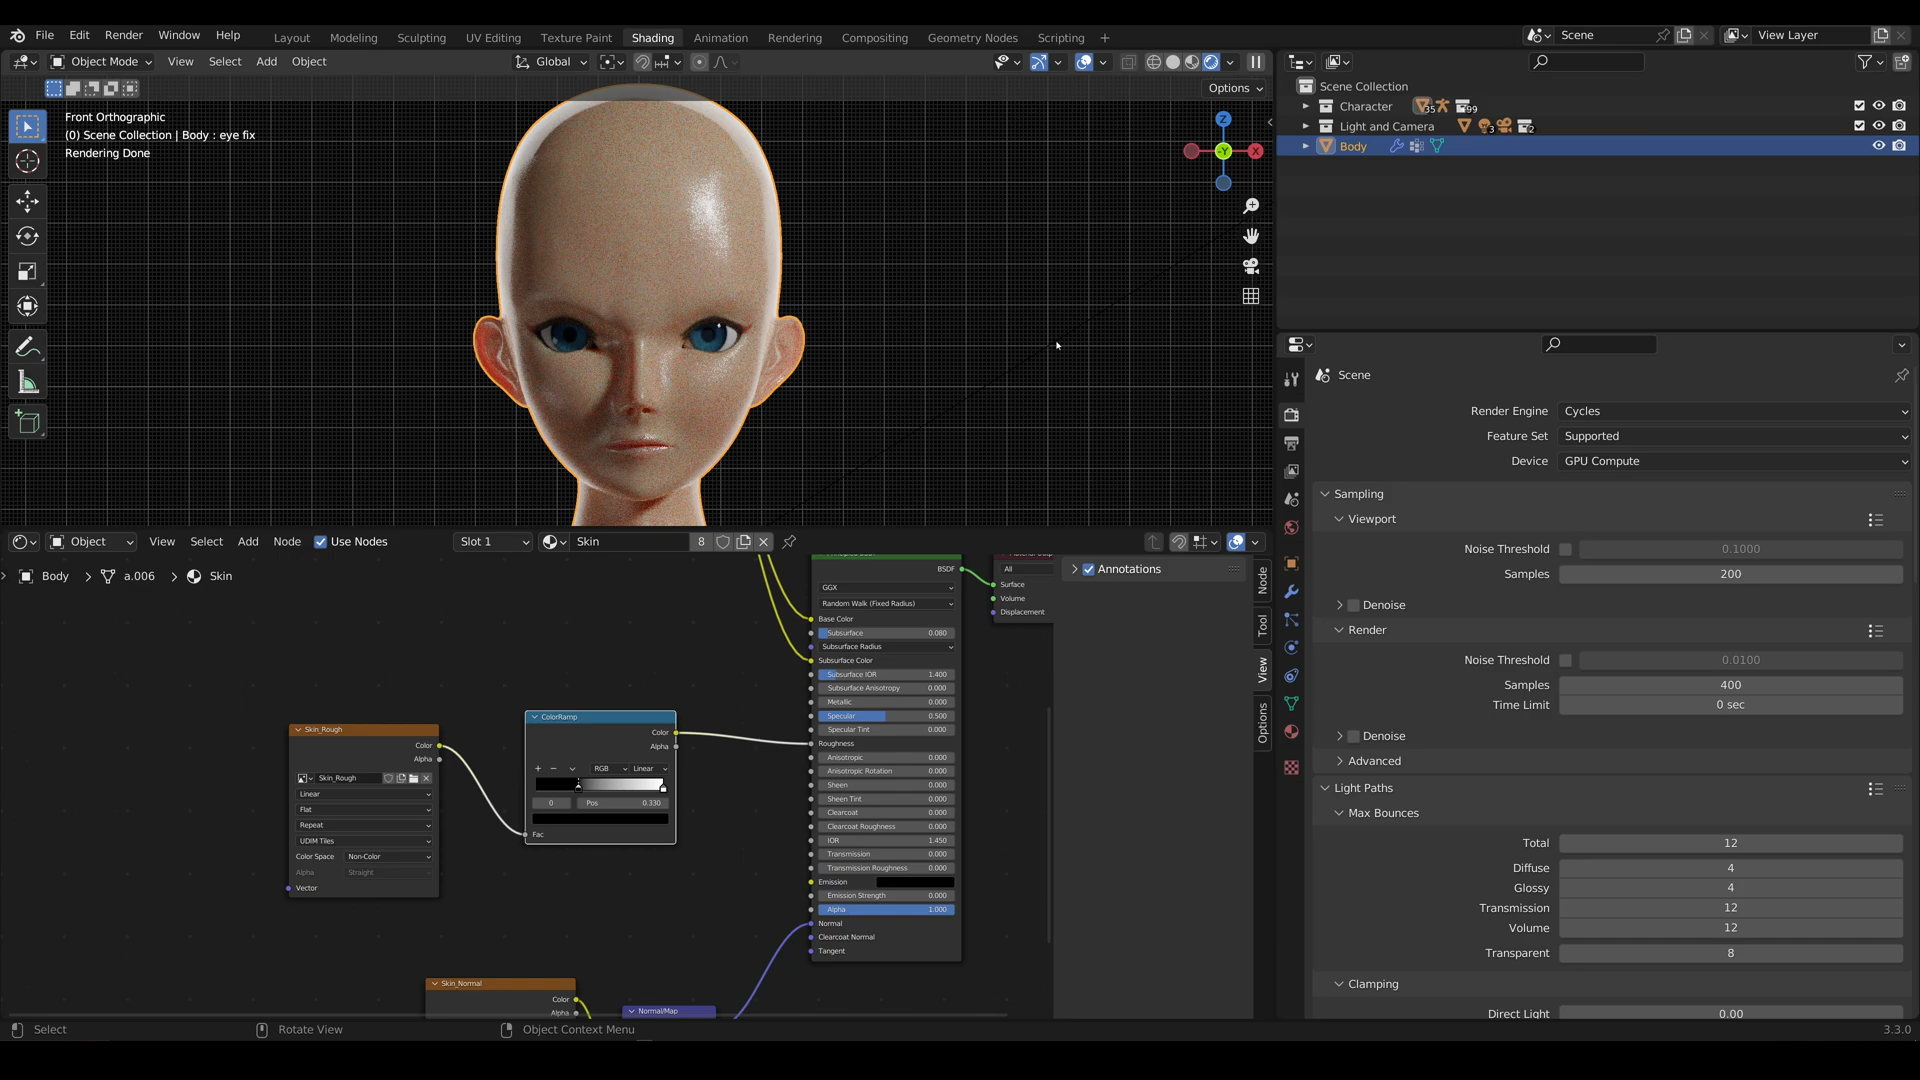 File Edit Render Window Help Layout Modeling Sculpting UV Editing Texture Paint Shading Animation Rendering Compositing Geometry Nodes Scripting + Scene View Layer
Object Mode View Select Add Object Global
Options
Front Orthographic
(0) Scene Collection | Body : eye fix
Rendering Done
Z
-Y
X
Scene Collection
Character 35 99
Light and Camera 3 2
Body
Scene
Render Engine Cycles
Feature Set Supported
Device GPU Compute
Sampling
Viewport
Noise Threshold 0.1000
Samples 200
Denoise
Render
Noise Threshold 0.0100
Samples 400
Time Limit 0 sec
Denoise
Advanced
Light Paths
Max Bounces
Total 12
Diffuse 4
Glossy 4
Transmission 12
Volume 12
Transparent 8
Clamping
Direct Light 0.00
Object View Select Add Node Use Nodes Slot 1 Skin 8
Body > a.006 > Skin
Annotations
Node
Tool
View
Options
Skin_Rough
Color
Alpha
Skin_Rough
Linear
Flat
Repeat
UDIM Tiles
Color Space Non-Color
Alpha Straight
Vector
ColorRamp
Color
Alpha
+ − RGB Linear
0 Pos 0.330
Fac
BSDF
GGX
Random Walk (Fixed Radius)
Base Color
Subsurface 0.080
Subsurface Radius
Subsurface Color
Subsurface IOR 1.400
Subsurface Anisotropy 0.000
Metallic 0.000
Specular 0.500
Specular Tint 0.000
Roughness
Anisotropic 0.000
Anisotropic Rotation 0.000
Sheen 0.000
Sheen Tint 0.000
Clearcoat 0.000
Clearcoat Roughness 0.000
IOR 1.450
Transmission 0.000
Transmission Roughness 0.000
Emission
Emission Strength 0.000
Alpha 1.000
Normal
Clearcoat Normal
Tangent
All
Surface
Volume
Displacement
Skin_Normal
Color
Alpha
Normal/Map
Select Rotate View Object Context Menu 3.3.0